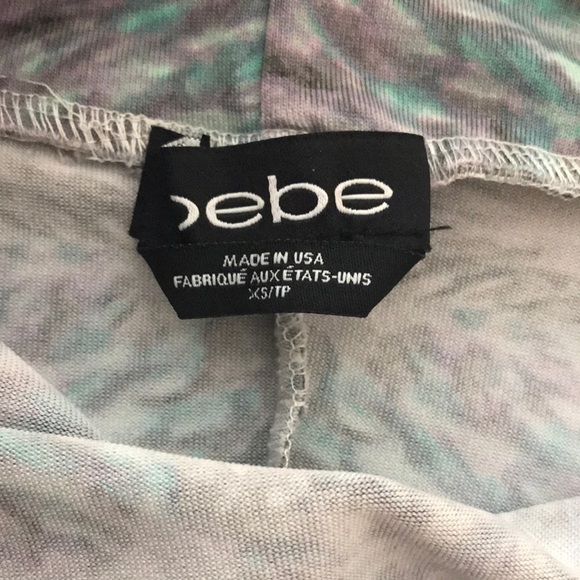 bebe
MADE IN USA
FABRIQUÉ AUX ÉTATS-UNIS
XS/TP